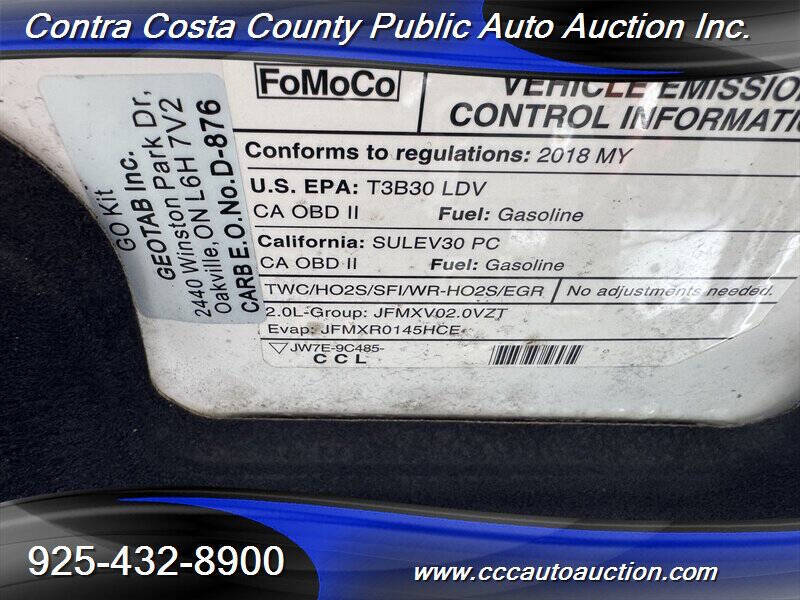 Contra Costa County Public Auto Auction Inc.
GO Kit
GEOTAB Inc.
2440 Winston Park Dr,
Oakville, ON L6H 7V2
CARB E.O.No.D-876
FoMoCo
VEHICLE EMISSION
CONTROL INFORMATI
Conforms to regulations: 2018 MY
U.S. EPA: T3B30 LDV
CA OBD II Fuel: Gasoline
California: SULEV30 PC
CA OBD II Fuel: Gasoline
TWC/HO2S/SFI/WR-HO2S/EGR No adjustments needed.
2.0L-Group: JFMXV02.0VZT
Evap: JFMXR0145HCE
JW7E-9C485-
CCL
925-432-8900
www.cccautoauction.com